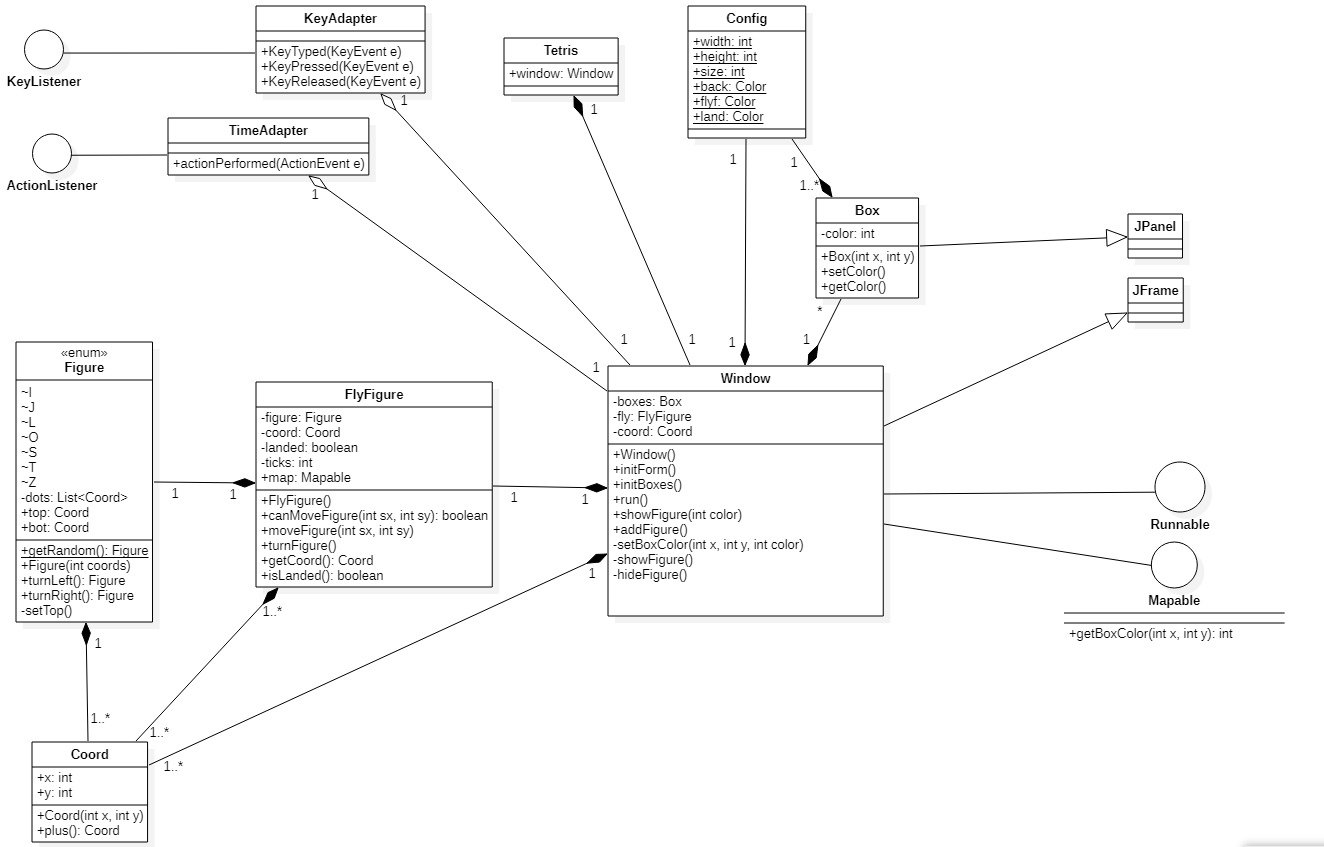 KeyListener
KeyAdapter
+KeyTyped(KeyEvent e)
+KeyPressed(KeyEvent e)
+KeyReleased(KeyEvent e)
1
ActionListener
TimeAdapter
+actionPerformed(ActionEvent e)
1
Tetris
+window: Window
1
Config
+width: int
+height: int
+size: int
+back: Color
+flyf: Color
+land: Color
1
1
1..*
Box
-color: int
+Box(int x, int y)
+setColor()
+getColor()
*
JPanel
JFrame
1
1
1
1
1
«enum»
Figure
~I
~J
~L
~O
~S
~T
~Z
-dots: List<Coord>
+top: Coord
+bot: Coord
+getRandom(): Figure
+Figure(int coords)
+turnLeft(): Figure
+turnRight(): Figure
-setTop()
1
1
1
1..*
FlyFigure
-figure: Figure
-coord: Coord
-landed: boolean
-ticks: int
+map: Mapable
+FlyFigure()
+canMoveFigure(int sx, int sy): boolean
+moveFigure(int sx, int sy)
+turnFigure()
+getCoord(): Coord
+isLanded(): boolean
1
1
1..*
1
Window
-boxes: Box
-fly: FlyFigure
-coord: Coord
+Window()
+initForm()
+initBoxes()
+run()
+showFigure(int color)
+addFigure()
-setBoxColor(int x, int y, int color)
-showFigure()
-hideFigure()
Runnable
Mapable
+getBoxColor(int x, int y): int
1..*
1..*
Coord
+x: int
+y: int
+Coord(int x, int y)
+plus(): Coord